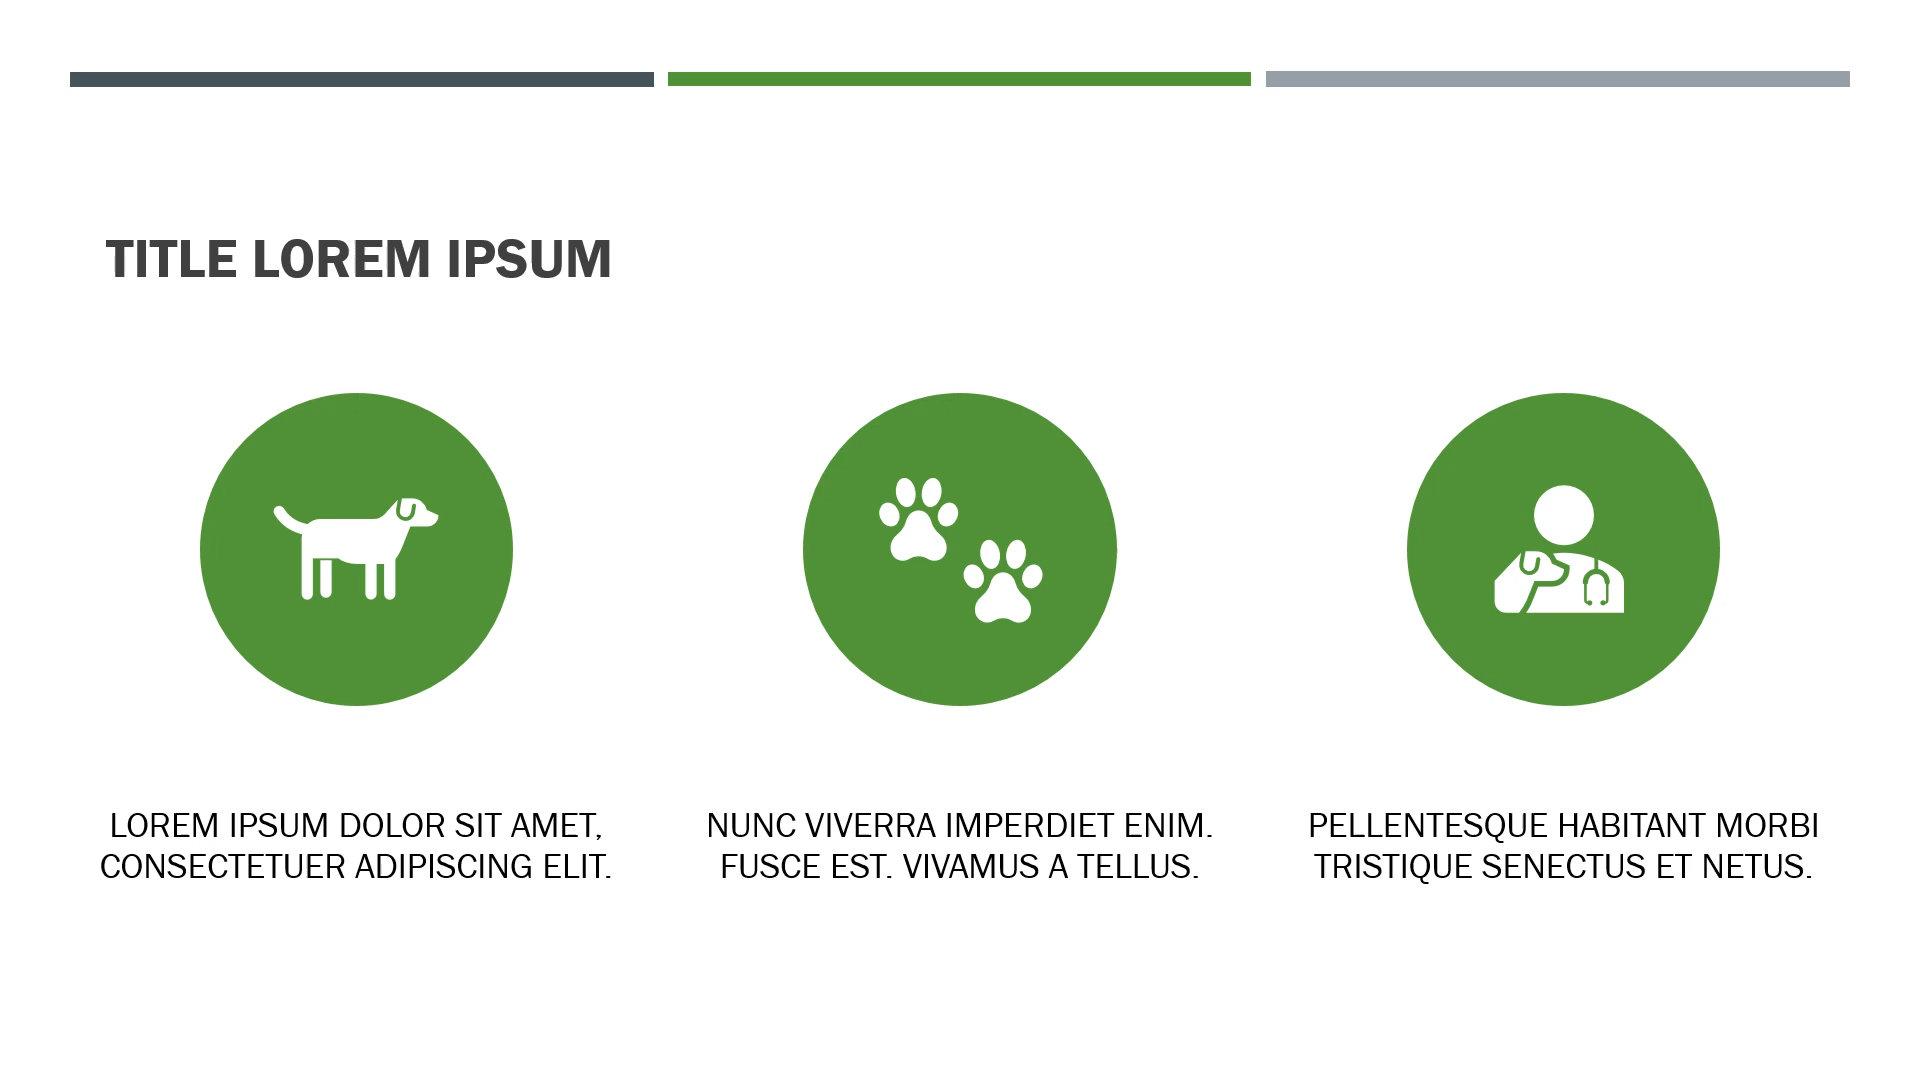 TITLE LOREM IPSUM
LOREM IPSUM DOLOR SIT AMET,
CONSECTETUER ADIPISCING ELIT.
NUNC VIVERRA IMPERDIET ENIM.
FUSCE EST. VIVAMUS A TELLUS.
PELLENTESQUE HABITANT MORBI
TRISTIQUE SENECTUS ET NETUS.